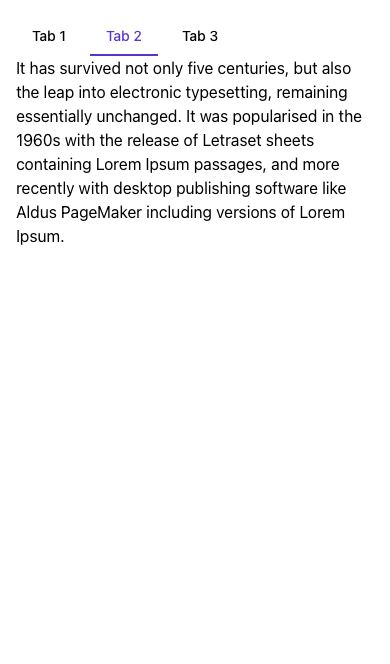 Tab 1 Tab 2 Tab 3
It has survived not only five centuries, but also
the leap into electronic typesetting, remaining
essentially unchanged. It was popularised in the
1960s with the release of Letraset sheets
containing Lorem Ipsum passages, and more
recently with desktop publishing software like
Aldus PageMaker including versions of Lorem
Ipsum.